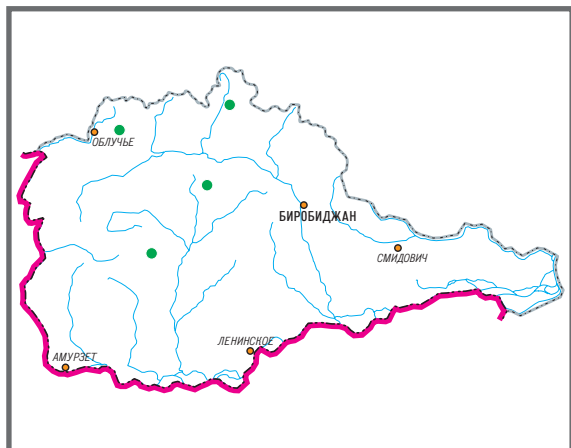 ОБЛУЧЬЕ
БИРОБИДЖАН
СМИДОВИЧ
ЛЕНИНСКОЕ
АМУРЗЕТ